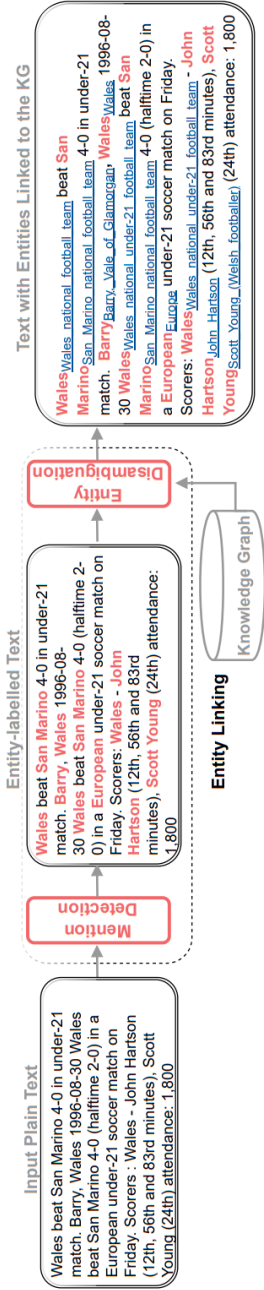 Input Plain Text
Wales beat San Marino 4-0 in under-21
match. Barry, Wales 1996-08-30 Wales
beat San Marino 4-0 (halftime 2-0) in a
European under-21 soccer match on
Friday. Scorers : Wales - John Hartson
(12th, 56th and 83rd minutes), Scott
Young (24th) attendance: 1,800
Mention
Detection
Entity-labelled Text
Wales beat San Marino 4-0 in under-21
match. Barry, Wales 1996-08-
30 Wales beat San Marino 4-0 (halftime 2-
0) in a European under-21 soccer match on
Friday. Scorers: Wales - John
Hartson (12th, 56th and 83rd
minutes), Scott Young (24th) attendance:
1,800
Entity Linking
Entity
Disambiguation
Knowledge Graph
Text with Entities Linked to the KG
Wales Wales national football team beat San
Marino San Marino national football team 4-0 in under-21
match. Barry Barry, Vale of Glamorgan, Wales Wales 1996-08-
30 Wales Wales national under-21 football team beat San
Marino San Marino national football team 4-0 (halftime 2-0) in
a European Europe under-21 soccer match on Friday.
Scorers: Wales Wales national under-21 football team - John
Hartson John Hartson (12th, 56th and 83rd minutes), Scott
Young Scott Young (Welsh footballer) (24th) attendance: 1,800